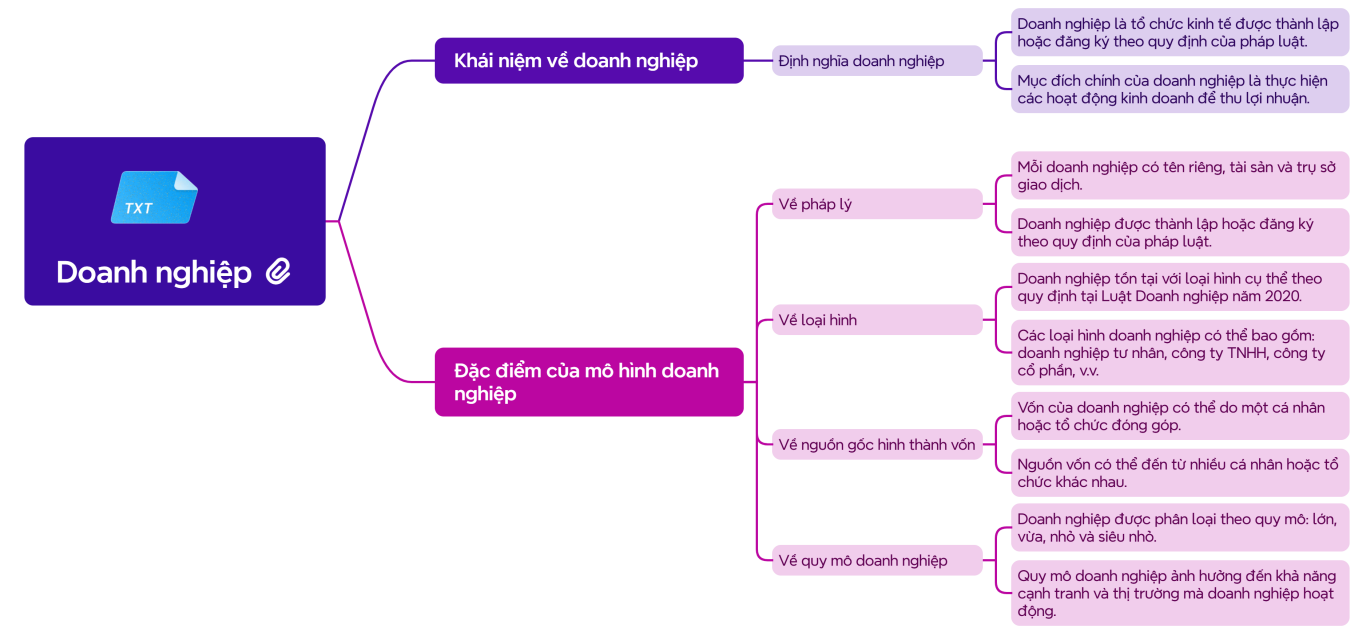 TXT
Doanh nghiệp
Khái niệm về doanh nghiệp
Định nghĩa doanh nghiệp
Doanh nghiệp là tổ chức kinh tế được thành lập
hoặc đăng ký theo quy định của pháp luật.
Mục đích chính của doanh nghiệp là thực hiện
các hoạt động kinh doanh để thu lợi nhuận.
Đặc điểm của mô hình doanh
nghiệp
Về pháp lý
Mỗi doanh nghiệp có tên riêng, tài sản và trụ sở
giao dịch.
Doanh nghiệp được thành lập hoặc đăng ký
theo quy định của pháp luật.
Về loại hình
Doanh nghiệp tồn tại với loại hình cụ thể theo
quy định tại Luật Doanh nghiệp năm 2020.
Các loại hình doanh nghiệp có thể bao gồm:
doanh nghiệp tư nhân, công ty TNHH, công ty
cổ phần, v.v.
Về nguồn gốc hình thành vốn
Vốn của doanh nghiệp có thể do một cá nhân
hoặc tổ chức đóng góp.
Nguồn vốn có thể đến từ nhiều cá nhân hoặc tổ
chức khác nhau.
Về quy mô doanh nghiệp
Doanh nghiệp được phân loại theo quy mô: lớn,
vừa, nhỏ và siêu nhỏ.
Quy mô doanh nghiệp ảnh hưởng đến khả năng
cạnh tranh và thị trường mà doanh nghiệp hoạt
động.